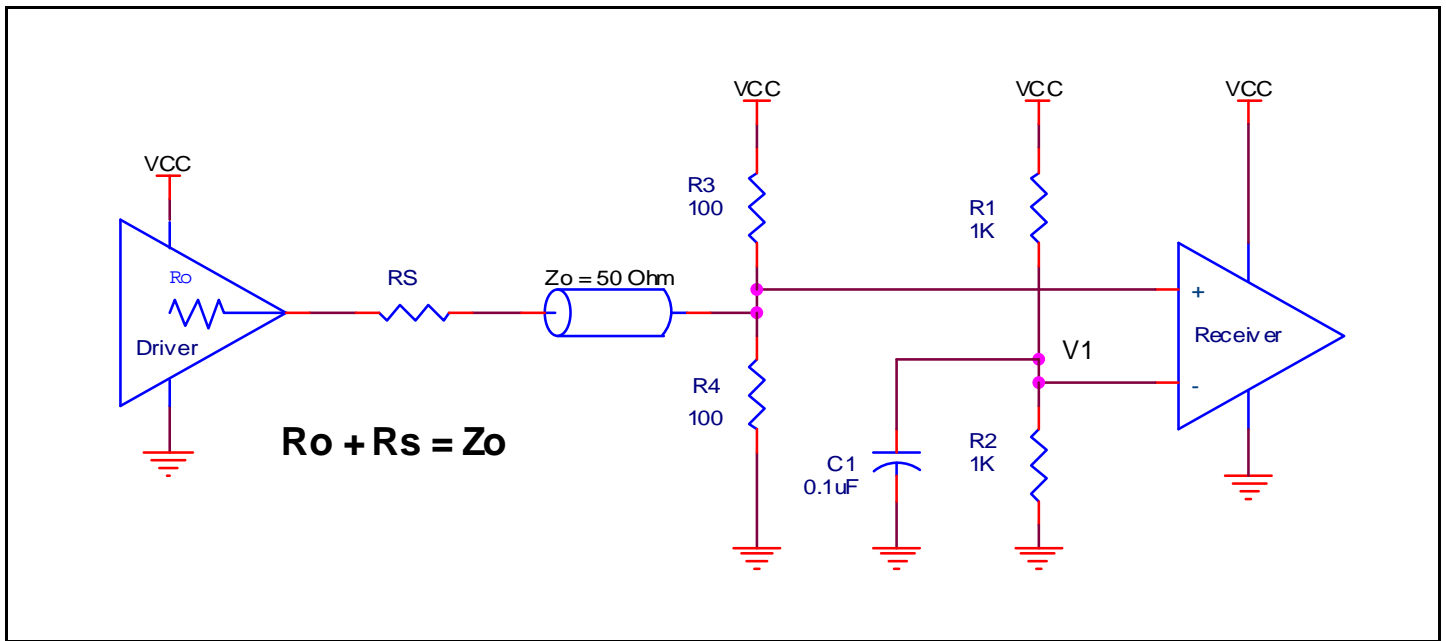 VCC
VCC
VCC
VCC
R3
100
R1
1K
Ro
RS
Zo = 50 Ohm
+
Driver
Receiver
V1
-
R4
100
Ro + Rs = Zo
R2
1K
C1
0.1uF